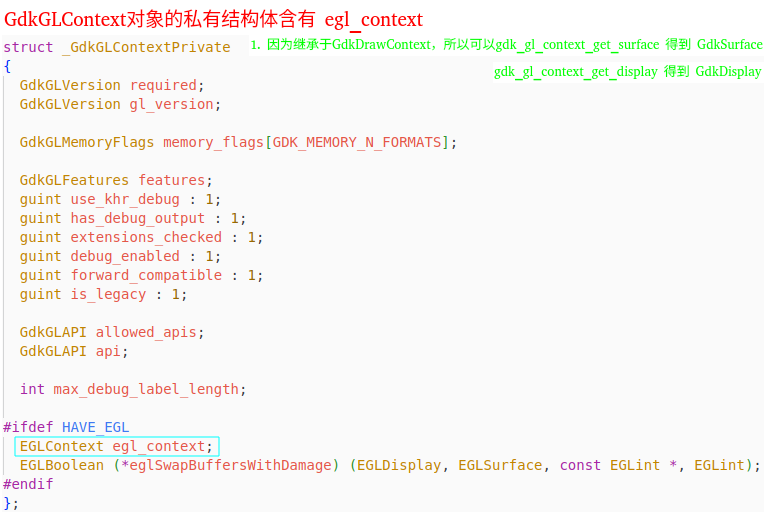 GdkGLContext对象的私有结构体含有 egl_context
struct _GdkGLContextPrivate
1. 因为继承于GdkDrawContext，所以可以gdk_gl_context_get_surface 得到 GdkSurface
{
gdk_gl_context_get_display 得到 GdkDisplay
GdkGLVersion required;
GdkGLVersion gl_version;
GdkGLMemoryFlags memory_flags[GDK_MEMORY_N_FORMATS];
GdkGLFeatures features;
guint use_khr_debug : 1;
guint has_debug_output : 1;
guint extensions_checked : 1;
guint debug_enabled : 1;
guint forward_compatible : 1;
guint is_legacy : 1;
GdkGLAPI allowed_apis;
GdkGLAPI api;
int max_debug_label_length;
#ifdef HAVE_EGL
EGLContext egl_context;
EGLBoolean (*eglSwapBuffersWithDamage) (EGLDisplay, EGLSurface, const EGLint *, EGLint);
#endif
};